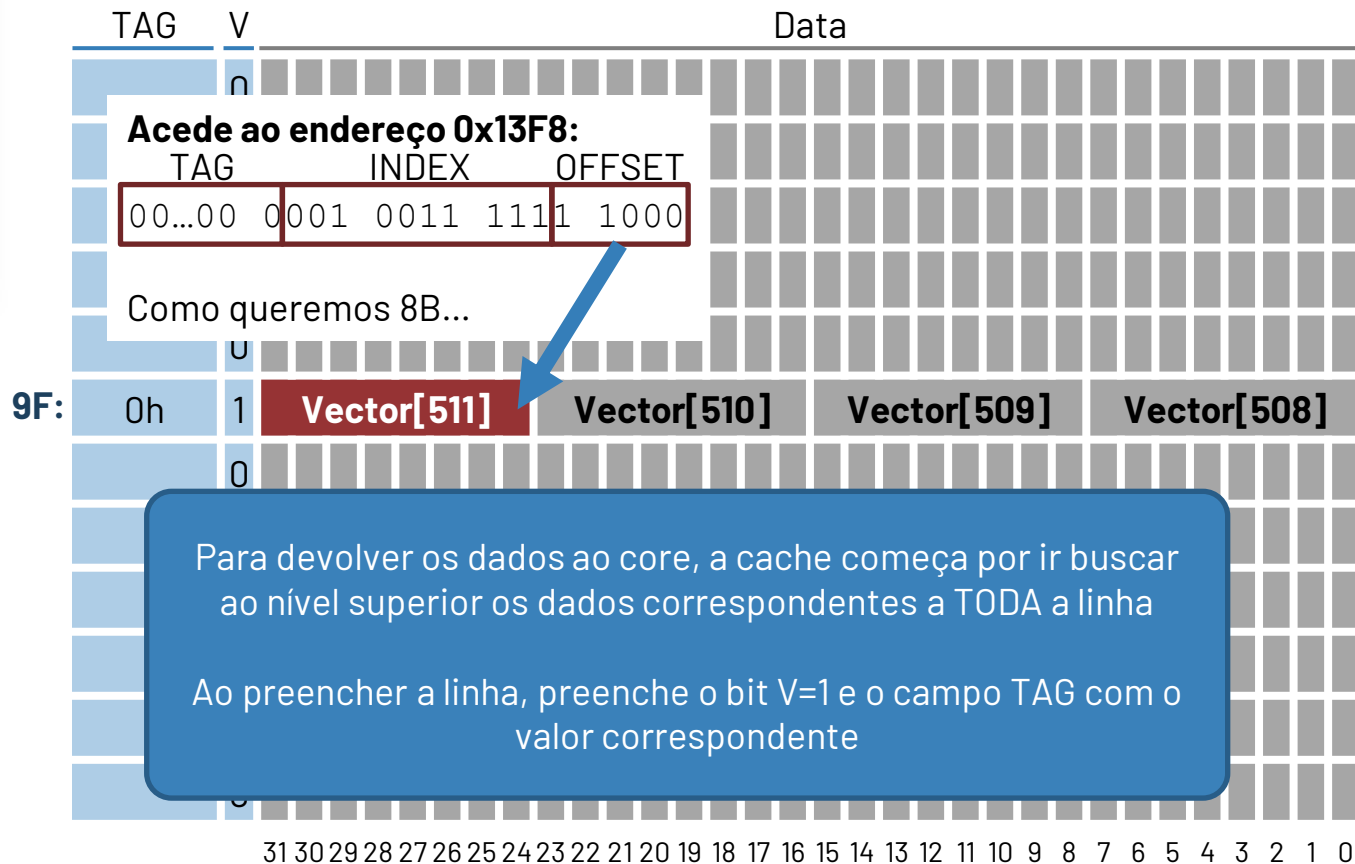 TAG V Data
0
Acede ao endereço 0x13F8:
TAG INDEX OFFSET
00…00 0001 0011 1111 1000
Como queremos 8B…
0
9F: 0h 1 Vector[511] Vector[510] Vector[509] Vector[508]
0
Para devolver os dados ao core, a cache começa por ir buscar
ao nível superior os dados correspondentes a TODA a linha
Ao preencher a linha, preenche o bit V=1 e o campo TAG com o
valor correspondente
31 30 29 28 27 26 25 24 23 22 21 20 19 18 17 16 15 14 13 12 11 10 9 8 7 6 5 4 3 2 1 0